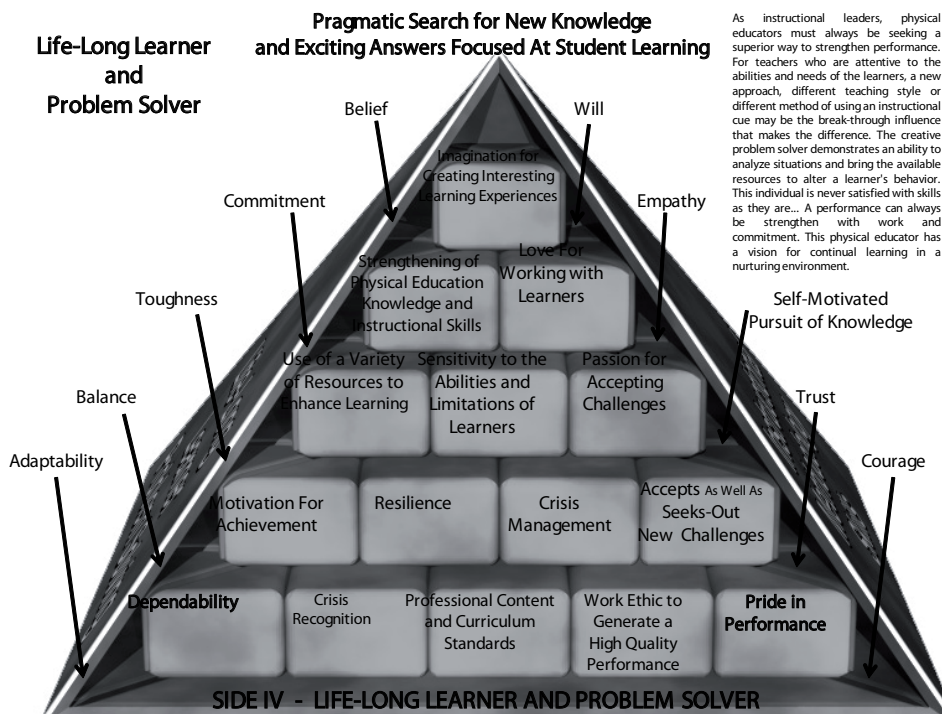 Life-Long Learner
and
Problem Solver
Pragmatic Search for New Knowledge
and Exciting Answers Focused At Student Learning
As instructional leaders, physical
educators must always be seeking a
superior way to strengthen performance.
For teachers who are attentive to the
abilities and needs of the learners, a new
approach, different teaching style or
different method of using an instructional
cue may be the break-through influence
that makes the difference. The creative
problem solver demonstrates an ability to
analyze situations and bring the available
resources to alter a learner's behavior.
This individual is never satisfied with skills
as they are... A performance can always
be strengthen with work and
commitment. This physical educator has
a vision for continual learning in a
nurturing environment.
Belief
Will
Commitment
Empathy
Toughness
Self-Motivated
Pursuit of Knowledge
Balance
Trust
Adaptability
Courage
Imagination for
Creating Interesting
Learning Experiences
Strengthening of
Physical Education
Knowledge and
Instructional Skills
Love For
Working with
Learners
Use of a Variety
of Resources to
Enhance Learning
Sensitivity to the
Abilities and
Limitations of
Learners
Passion for
Accepting
Challenges
Motivation For
Achievement
Resilience
Crisis
Management
Accepts As Well As
Seeks-Out
New Challenges
Dependability
Crisis
Recognition
Professional Content
and Curriculum
Standards
Work Ethic to
Generate a
High Quality
Performance
Pride in
Performance
SIDE IV - LIFE-LONG LEARNER AND PROBLEM SOLVER